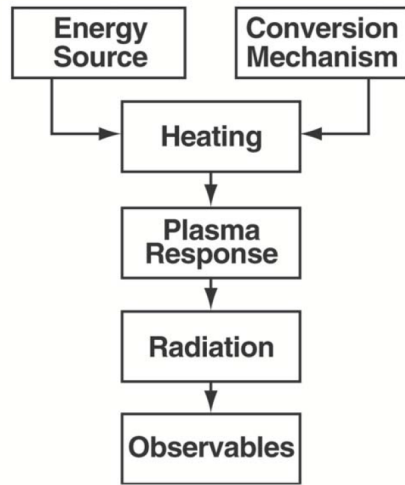 Energy
Source
Conversion
Mechanism
Heating
Plasma
Response
Radiation
Observables